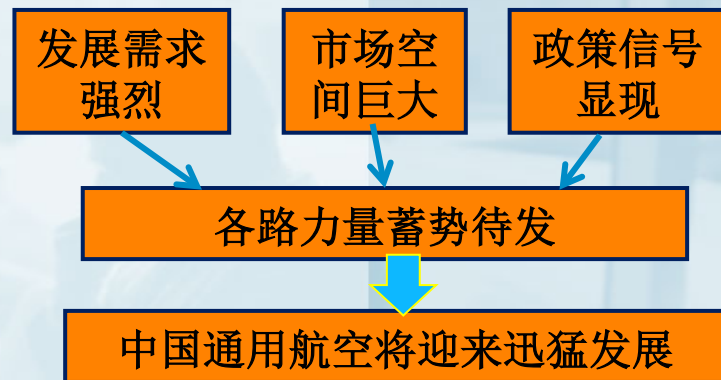 发展需求
强烈
市场空
间巨大
政策信号
显现
各路力量蓄势待发
中国通用航空将迎来迅猛发展